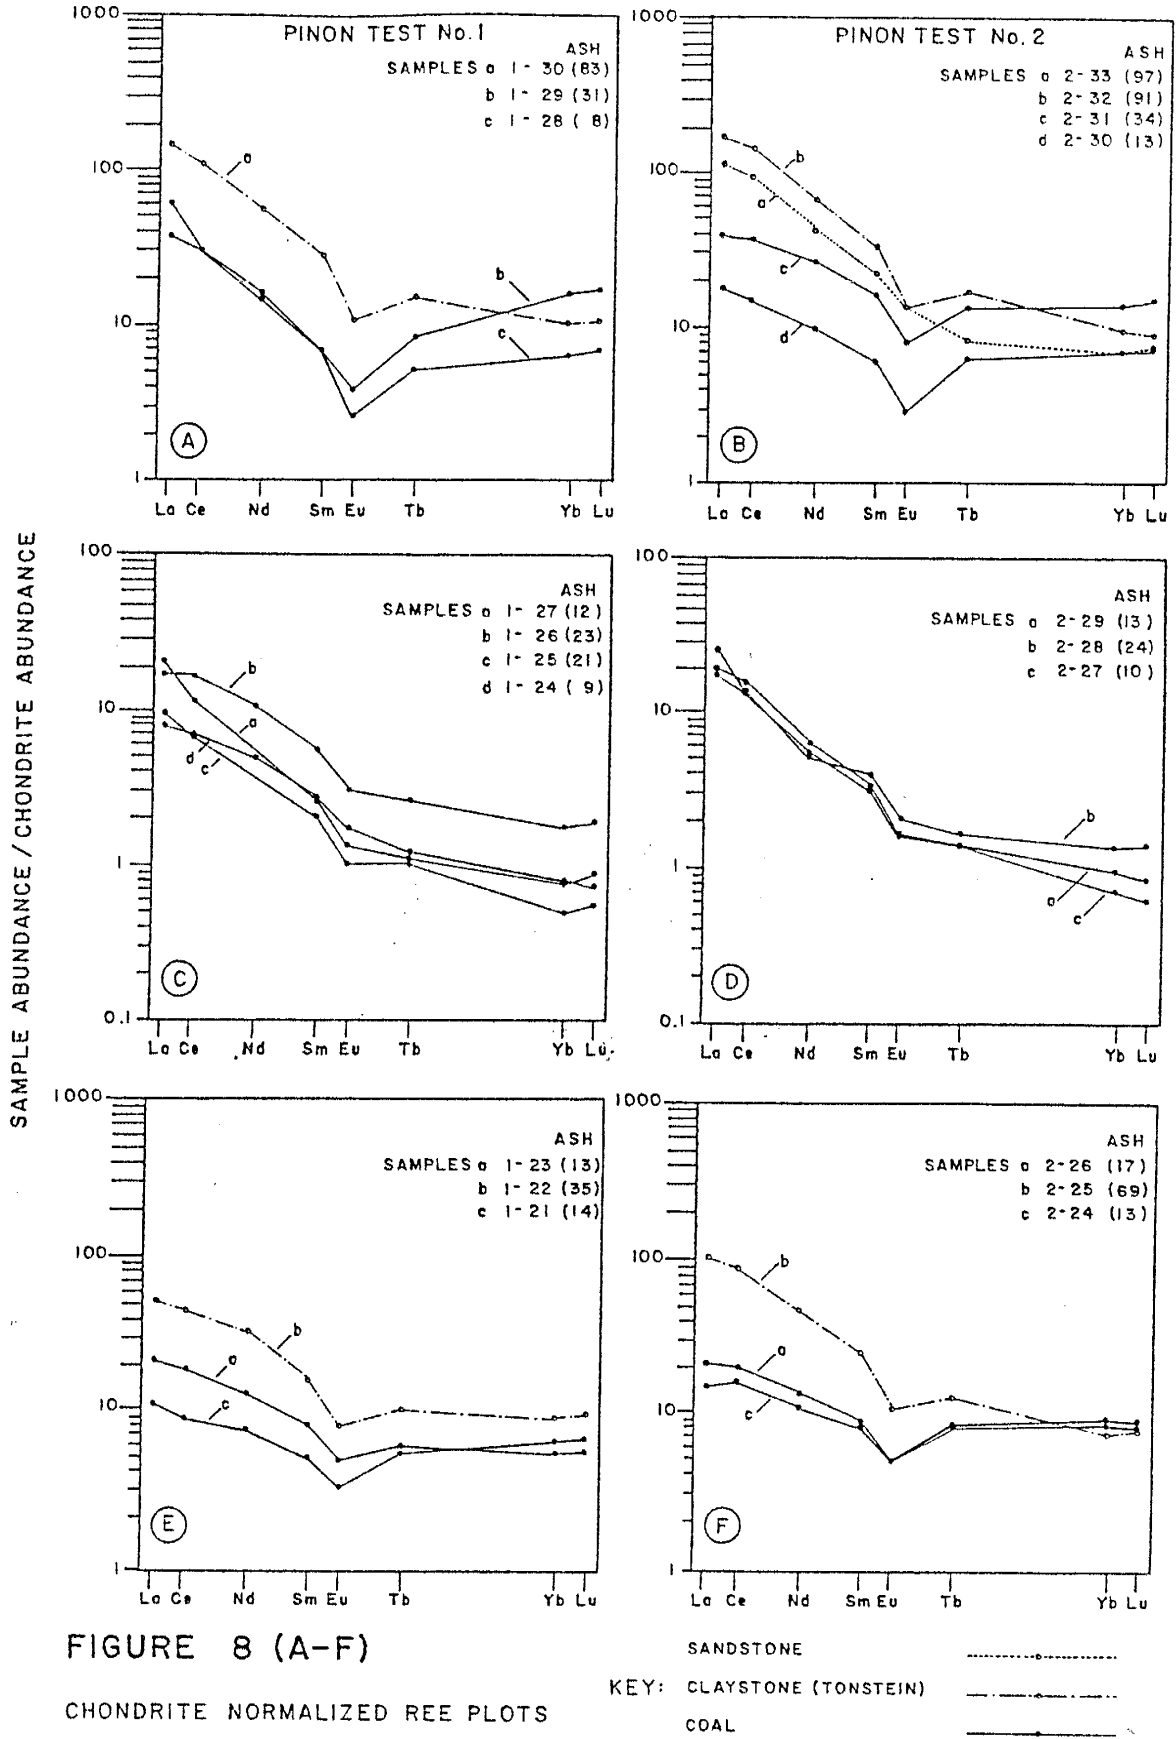 SAMPLE ABUNDANCE / CHONDRITE ABUNDANCE
PINON TEST No. 1
ASH
SAMPLES a 1-30 (83)
b 1-29 (31)
c 1-28 ( 8)
1000
100
10
1
a
b
c
A
La Ce Nd Sm Eu Tb Yb Lu
PINON TEST No. 2
ASH
SAMPLES a 2-33 (97)
b 2-32 (91)
c 2-31 (34)
d 2-30 (13)
1000
100
10
1
b
a
c
d
B
La Ce Nd Sm Eu Tb Yb Lu
ASH
SAMPLES a 1-27 (12)
b 1-26 (23)
c 1-25 (21)
d 1-24 ( 9)
100
10
1
0.1
b
a
d
c
C
La Ce Nd Sm Eu Tb Yb Lu
ASH
SAMPLES a 2-29 (13)
b 2-28 (24)
c 2-27 (10)
100
10
1
0.1
b
a
c
D
La Ce Nd Sm Eu Tb Yb Lu
ASH
SAMPLES a 1-23 (13)
b 1-22 (35)
c 1-21 (14)
1000
100
10
1
b
a
c
E
La Ce Nd Sm Eu Tb Yb Lu
ASH
SAMPLES a 2-26 (17)
b 2-25 (69)
c 2-24 (13)
1000
100
10
1
b
a
c
F
La Ce Nd Sm Eu Tb Yb Lu
FIGURE 8 (A-F)
CHONDRITE NORMALIZED REE PLOTS
SANDSTONE
KEY: CLAYSTONE (TONSTEIN)
COAL